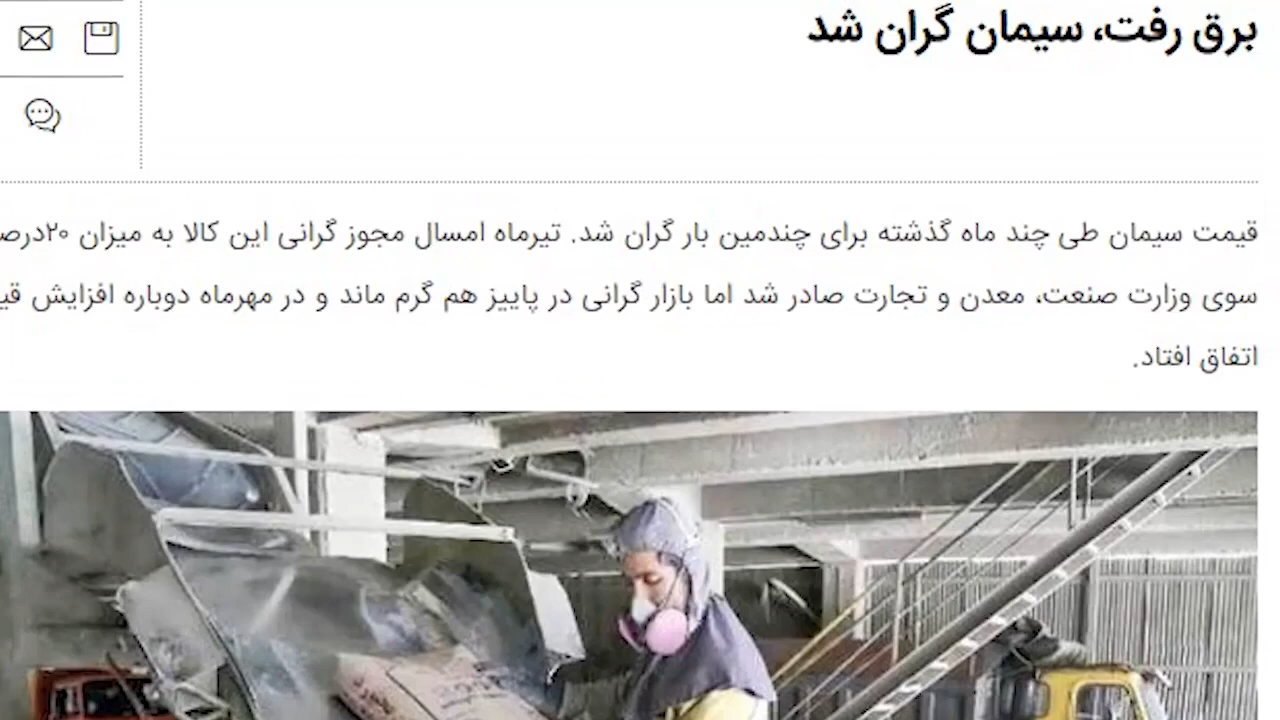 برق رفت، سیمان گران شد
قیمت سیمان طی چند ماه گذشته برای چندمین بار گران شد. تیرماه امسال مجوز گرانی این کالا به میزان ۲۰درص
سوی وزارت صنعت، معدن و تجارت صادر شد اما بازار گرانی در پاییز هم گرم ماند و در مهرماه دوباره افزایش قی
اتفاق افتاد.